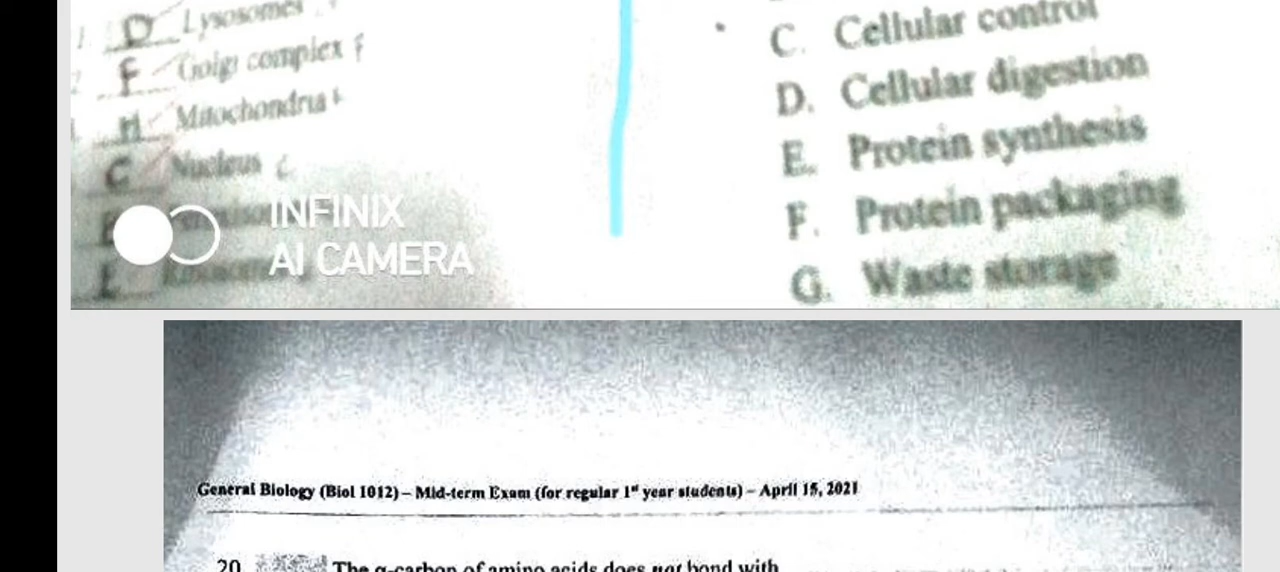 D Lysosomes
F Golgi complex f
H Mitochondria
C Nucleus C
E
INFINIX
AI CAMERA
C. Cellular control
D. Cellular digestion
E. Protein synthesis
F. Protein packaging
G. Waste storage
General Biology (Biol 1012) – Mid-term Exam (for regular 1st year students) – April 15, 2021
20. The α-carbon of amino acids does not bond with